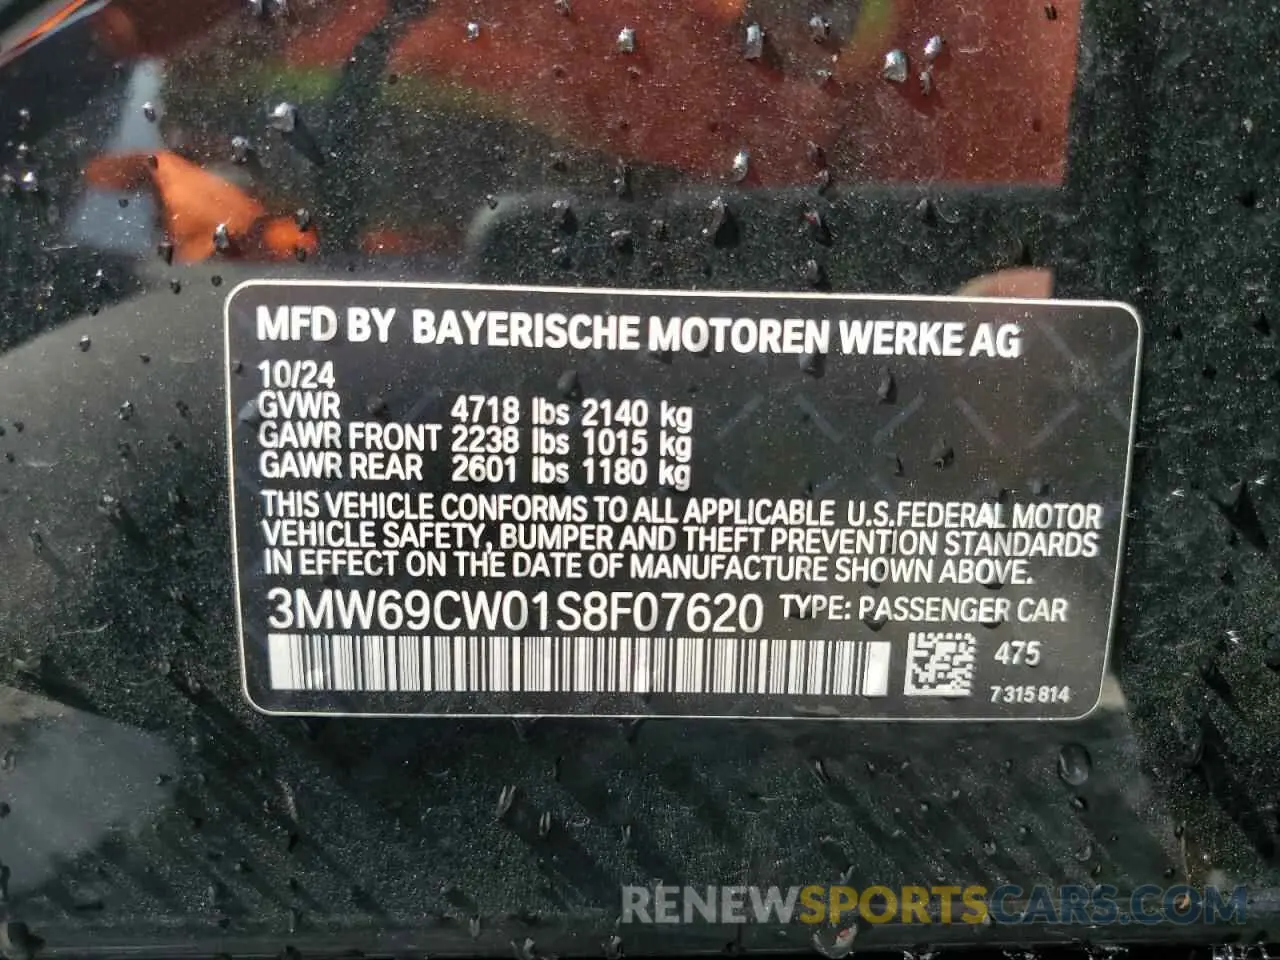 MFD BY BAYERISCHE MOTOREN WERKE AG
10/24
GVWR 4718 lbs 2140 kg
GAWR FRONT 2238 lbs 1015 kg
GAWR REAR 2601 lbs 1180 kg
THIS VEHICLE CONFORMS TO ALL APPLICABLE U.S.FEDERAL MOTOR
VEHICLE SAFETY, BUMPER AND THEFT PREVENTION STANDARDS
IN EFFECT ON THE DATE OF MANUFACTURE SHOWN ABOVE.
3MW69CW01S8F07620 TYPE: PASSENGER CAR
475
7 315 814
RENEWSPORTSCARS.COM